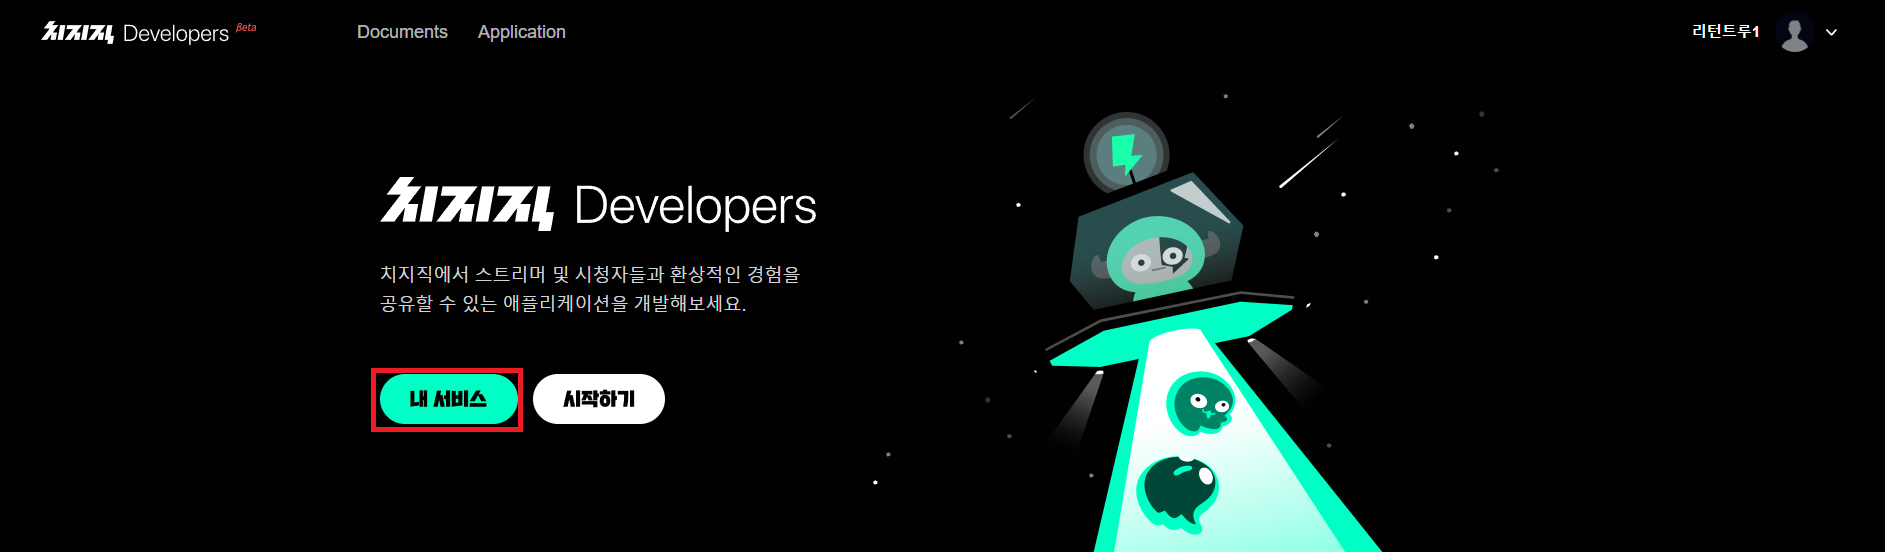 치지직 Developers Beta
Documents
Application
리턴트루1
치지직 Developers
치지직에서 스트리머 및 시청자들과 환상적인 경험을
공유할 수 있는 애플리케이션을 개발해보세요.
내 서비스
시작하기